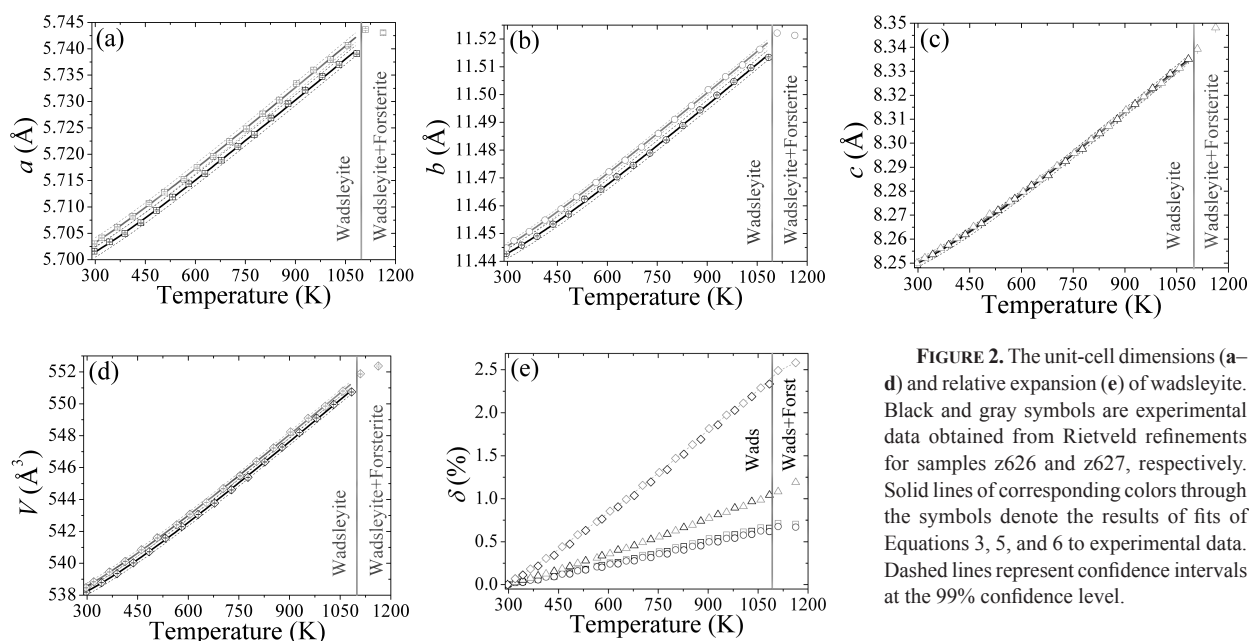 (a)
5.745
5.740
5.735
5.730
5.725
5.720
5.715
5.710
5.705
5.700
a (Å)
Wadsleyite
Wadsleyite+Forsterite
300 450 600 750 900 1050 1200
Temperature (K)
(b)
11.52
11.51
11.50
11.49
11.48
11.47
11.46
11.45
11.44
b (Å)
Wadsleyite
Wadsleyite+Forsterite
300 450 600 750 900 1050 1200
Temperature (K)
(c)
8.35
8.34
8.33
8.32
8.31
8.30
8.29
8.28
8.27
8.26
8.25
c (Å)
Wadsleyite
Wadsleyite+Forsterite
300 450 600 750 900 1050 1200
Temperature (K)
(d)
552
550
548
546
544
542
540
538
V (Å³)
Wadsleyite
Wadsleyite+Forsterite
300 450 600 750 900 1050 1200
Temperature (K)
(e)
2.5
2.0
1.5
1.0
0.5
0.0
δ (%)
Wads
Wads+Forst
300 450 600 750 900 1050 1200
Temperature (K)
FIGURE 2. The unit-cell dimensions (a–
d) and relative expansion (e) of wadsleyite.
Black and gray symbols are experimental
data obtained from Rietveld refinements
for samples z626 and z627, respectively.
Solid lines of corresponding colors through
the symbols denote the results of fits of
Equations 3, 5, and 6 to experimental data.
Dashed lines represent confidence intervals
at the 99% confidence level.